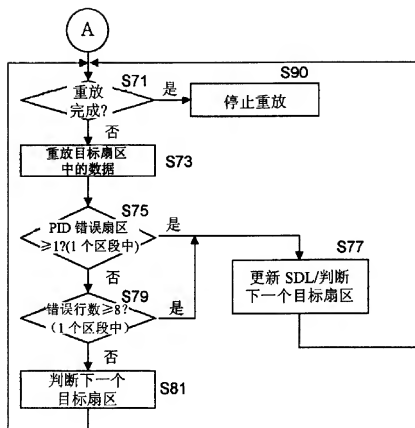 A
S71
S90
重放
完成?
是
停止重放
否
重放目标扇区
中的数据
S73
S75
PID 错误扇区
≥1?(1 个区段中)
是
S77
更新 SDL/判断
下一个目标扇区
否
S79
错误行数≥8?
(1 个区段中)
是
否
判断下一个
目标扇区
S81